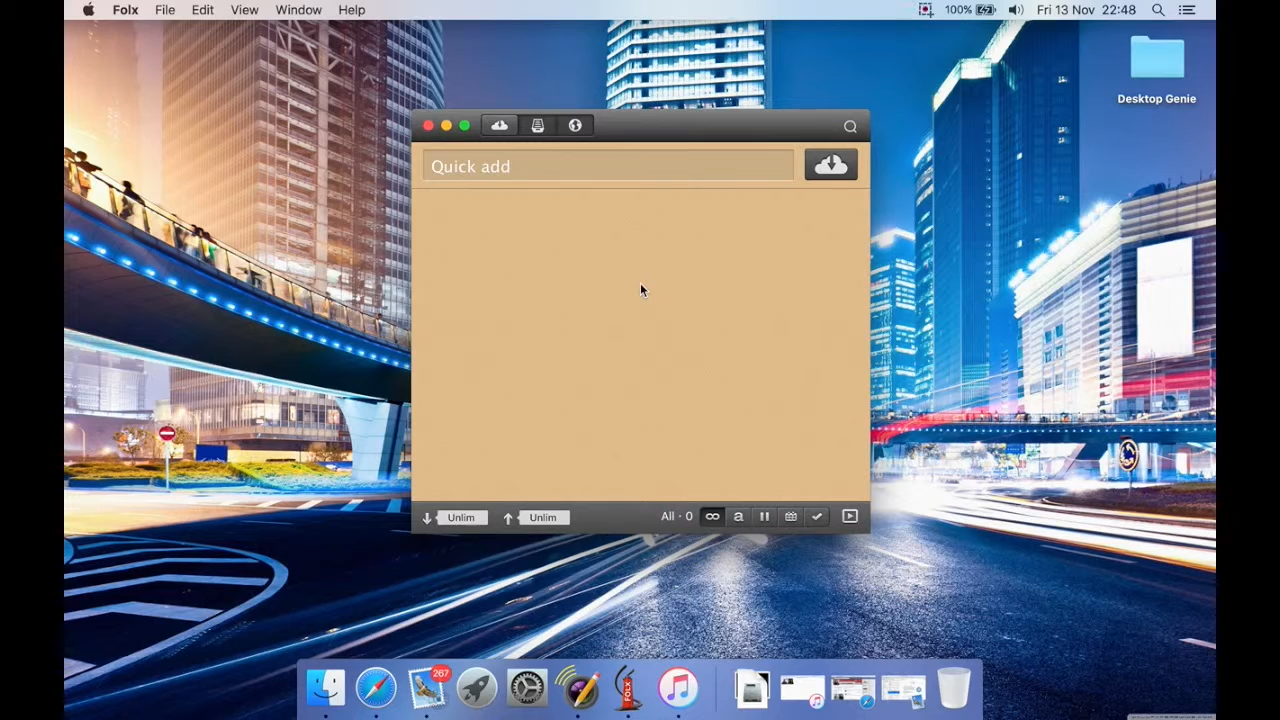 Folx File Edit View Window Help 100% Fri 13 Nov 22:48
Desktop Genie
Quick add
Unlim Unlim All · 0 a
267
FOLX